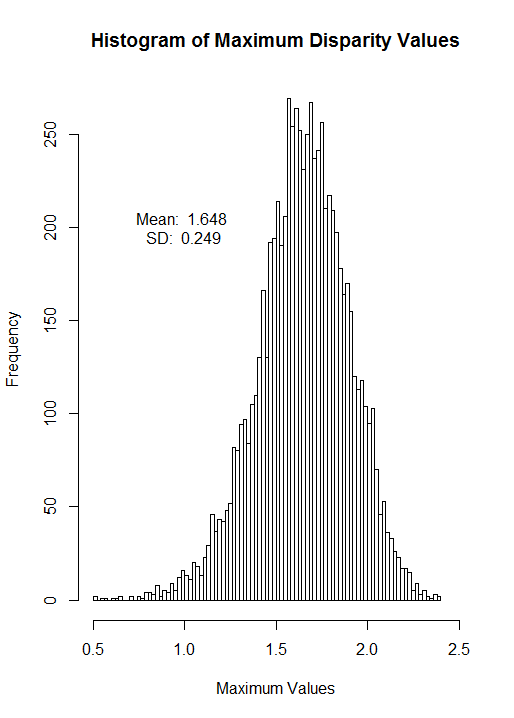 Histogram of Maximum Disparity Values
Mean: 1.648
SD: 0.249
Frequency
250
200
150
100
50
0
0.5 1.0 1.5 2.0 2.5
Maximum Values